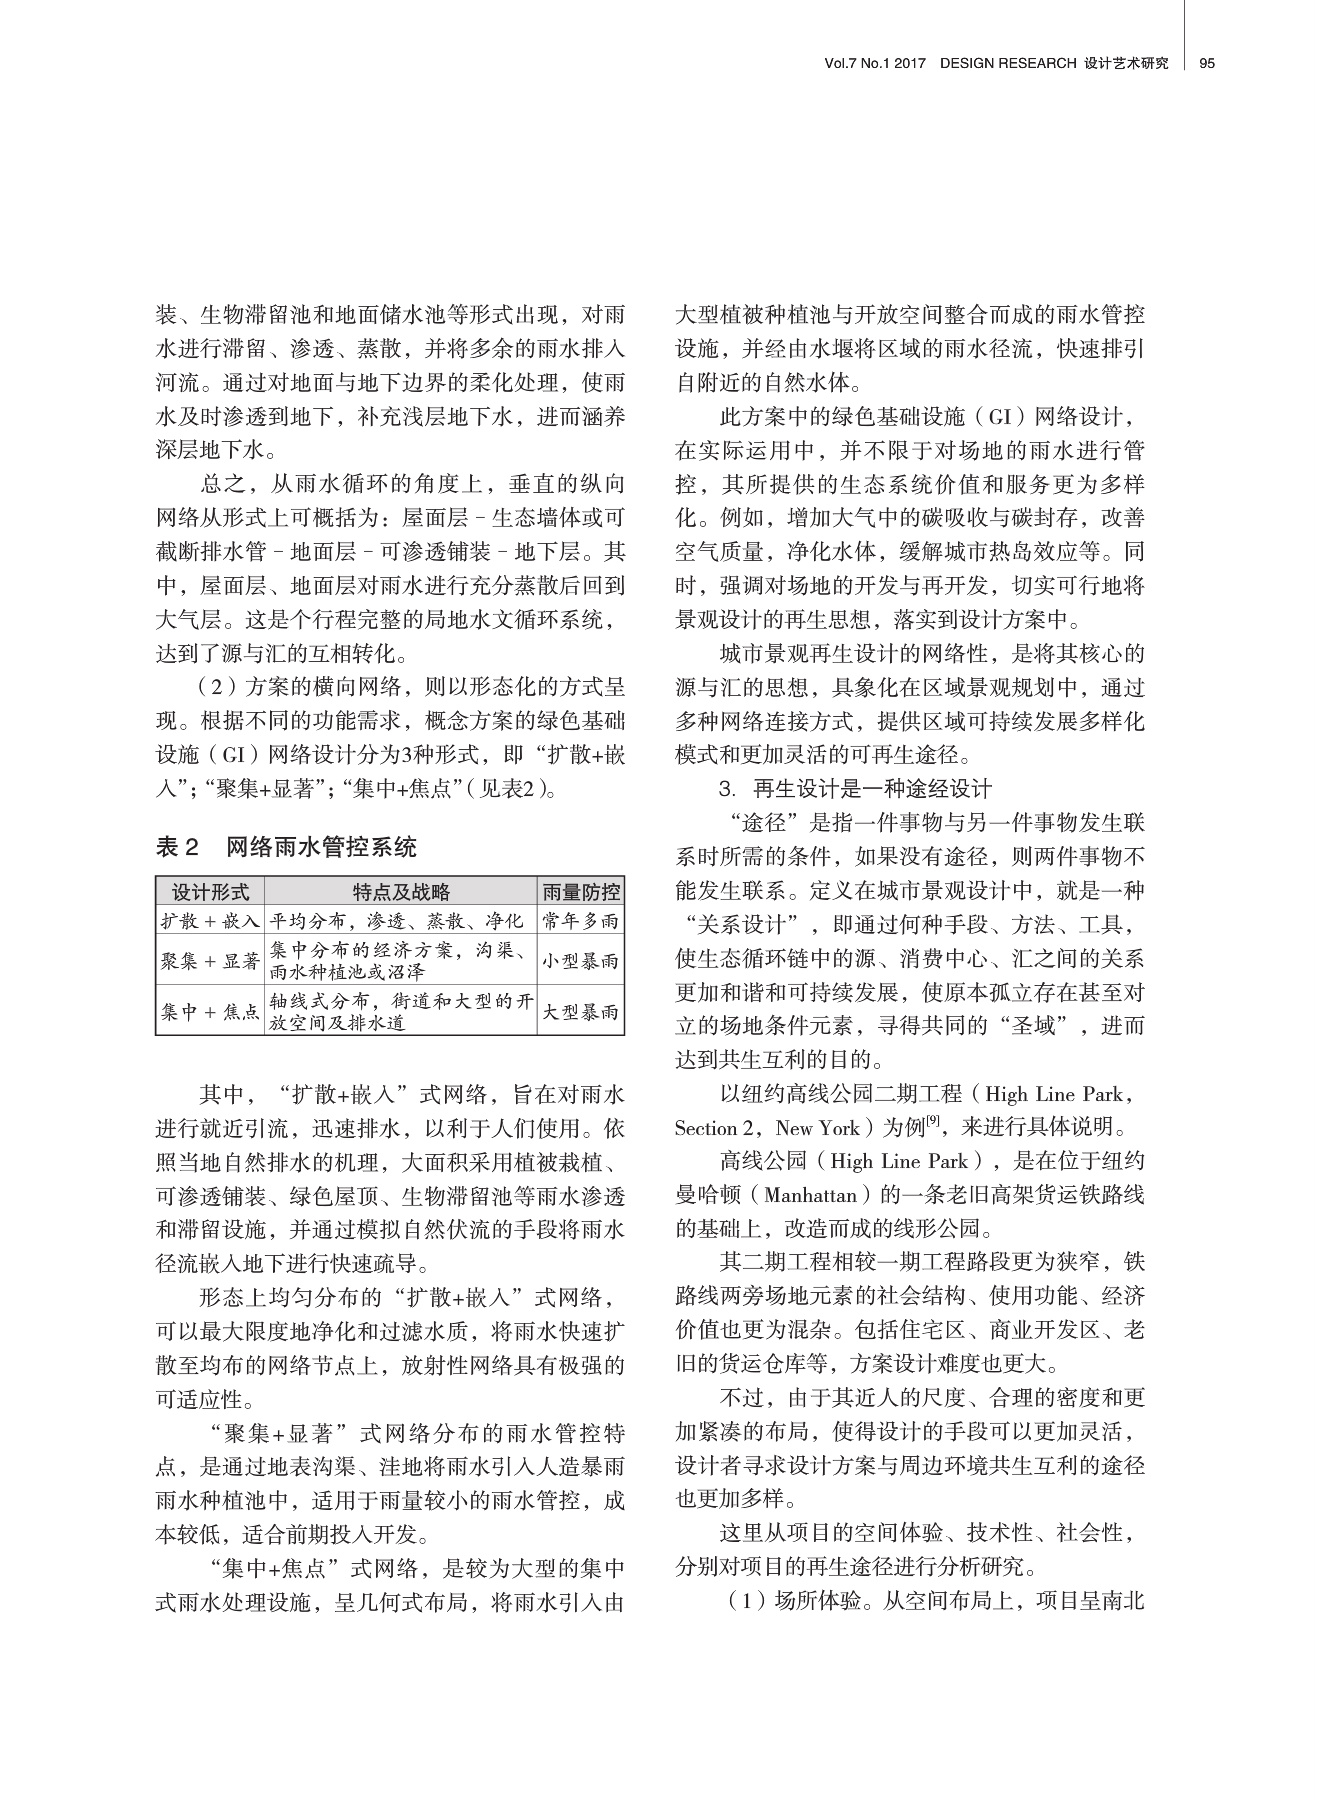 Vol.7 No.1 2017 DESIGN RESEARCH 设计艺术研究 95
装、生物滞留池和地面储水池等形式出现，对雨
水进行滞留、渗透、蒸散，并将多余的雨水排入
河流。通过对地面与地下边界的柔化处理，使雨
水及时渗透到地下，补充浅层地下水，进而涵养
深层地下水。
总之，从雨水循环的角度上，垂直的纵向
网络从形式上可概括为：屋面层–生态墙体或可
截断排水管–地面层–可渗透铺装–地下层。其
中，屋面层、地面层对雨水进行充分蒸散后回到
大气层。这是个行程完整的局地水文循环系统，
达到了源与汇的互相转化。
（2）方案的横向网络，则以形态化的方式呈
现。根据不同的功能需求，概念方案的绿色基础
设施（GI）网络设计分为3种形式，即“扩散+嵌
入”；“聚集+显著”；“集中+焦点”（见表2）。
表 2 网络雨水管控系统
设计形式 特点及战略 雨量防控
扩散 + 嵌入 平均分布，渗透、蒸散、净化 常年多雨
聚集 + 显著 集中分布的经济方案，沟渠、
雨水种植池或沼泽 小型暴雨
集中 + 焦点 轴线式分布，街道和大型的开
放空间及排水道 大型暴雨
其中，“扩散+嵌入”式网络，旨在对雨水
进行就近引流，迅速排水，以利于人们使用。依
照当地自然排水的机理，大面积采用植被栽植、
可渗透铺装、绿色屋顶、生物滞留池等雨水渗透
和滞留设施，并通过模拟自然伏流的手段将雨水
径流嵌入地下进行快速疏导。
形态上均匀分布的“扩散+嵌入”式网络，
可以最大限度地净化和过滤水质，将雨水快速扩
散至均布的网络节点上，放射性网络具有极强的
可适应性。
“聚集+显著”式网络分布的雨水管控特
点，是通过地表沟渠、洼地将雨水引入人造暴雨
雨水种植池中，适用于雨量较小的雨水管控，成
本较低，适合前期投入开发。
“集中+焦点”式网络，是较为大型的集中
式雨水处理设施，呈几何式布局，将雨水引入由
大型植被种植池与开放空间整合而成的雨水管控
设施，并经由水堰将区域的雨水径流，快速排引
自附近的自然水体。
此方案中的绿色基础设施（GI）网络设计，
在实际运用中，并不限于对场地的雨水进行管
控，其所提供的生态系统价值和服务更为多样
化。例如，增加大气中的碳吸收与碳封存，改善
空气质量，净化水体，缓解城市热岛效应等。同
时，强调对场地的开发与再开发，切实可行地将
景观设计的再生思想，落实到设计方案中。
城市景观再生设计的网络性，是将其核心的
源与汇的思想，具象化在区域景观规划中，通过
多种网络连接方式，提供区域可持续发展多样化
模式和更加灵活的可再生途径。
3. 再生设计是一种途经设计
“途径”是指一件事物与另一件事物发生联
系时所需的条件，如果没有途径，则两件事物不
能发生联系。定义在城市景观设计中，就是一种
“关系设计”，即通过何种手段、方法、工具，
使生态循环链中的源、消费中心、汇之间的关系
更加和谐和可持续发展，使原本孤立存在甚至对
立的场地条件元素，寻得共同的“圣域”，进而
达到共生互利的目的。
以纽约高线公园二期工程（High Line Park，
Section 2，New York）为例[9]，来进行具体说明。
高线公园（High Line Park），是在位于纽约
曼哈顿（Manhattan）的一条老旧高架货运铁路线
的基础上，改造而成的线形公园。
其二期工程相较一期工程路段更为狭窄，铁
路线两旁场地元素的社会结构、使用功能、经济
价值也更为混杂。包括住宅区、商业开发区、老
旧的货运仓库等，方案设计难度也更大。
不过，由于其近人的尺度、合理的密度和更
加紧凑的布局，使得设计的手段可以更加灵活，
设计者寻求设计方案与周边环境共生互利的途径
也更加多样。
这里从项目的空间体验、技术性、社会性，
分别对项目的再生途径进行分析研究。
（1）场所体验。从空间布局上，项目呈南北